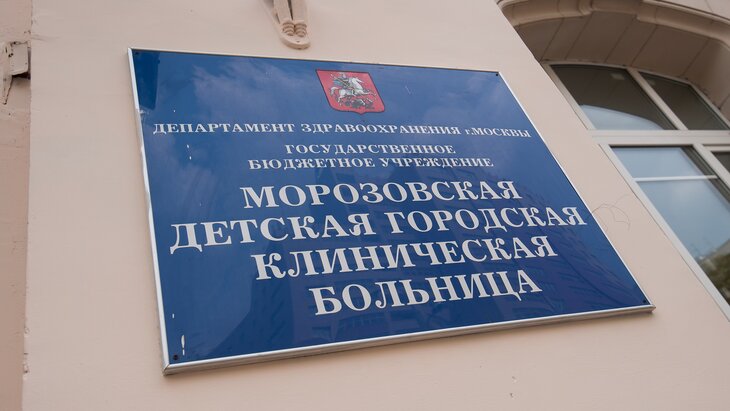 ДЕПАРТАМЕНТ ЗДРАВООХРАНЕНИЯ г.МОСКВЫ
ГОСУДАРСТВЕННОЕ
БЮДЖЕТНОЕ УЧРЕЖДЕНИЕ
МОРОЗОВСКАЯ
ДЕТСКАЯ ГОРОДСКАЯ
КЛИНИЧЕСКАЯ
БОЛЬНИЦА